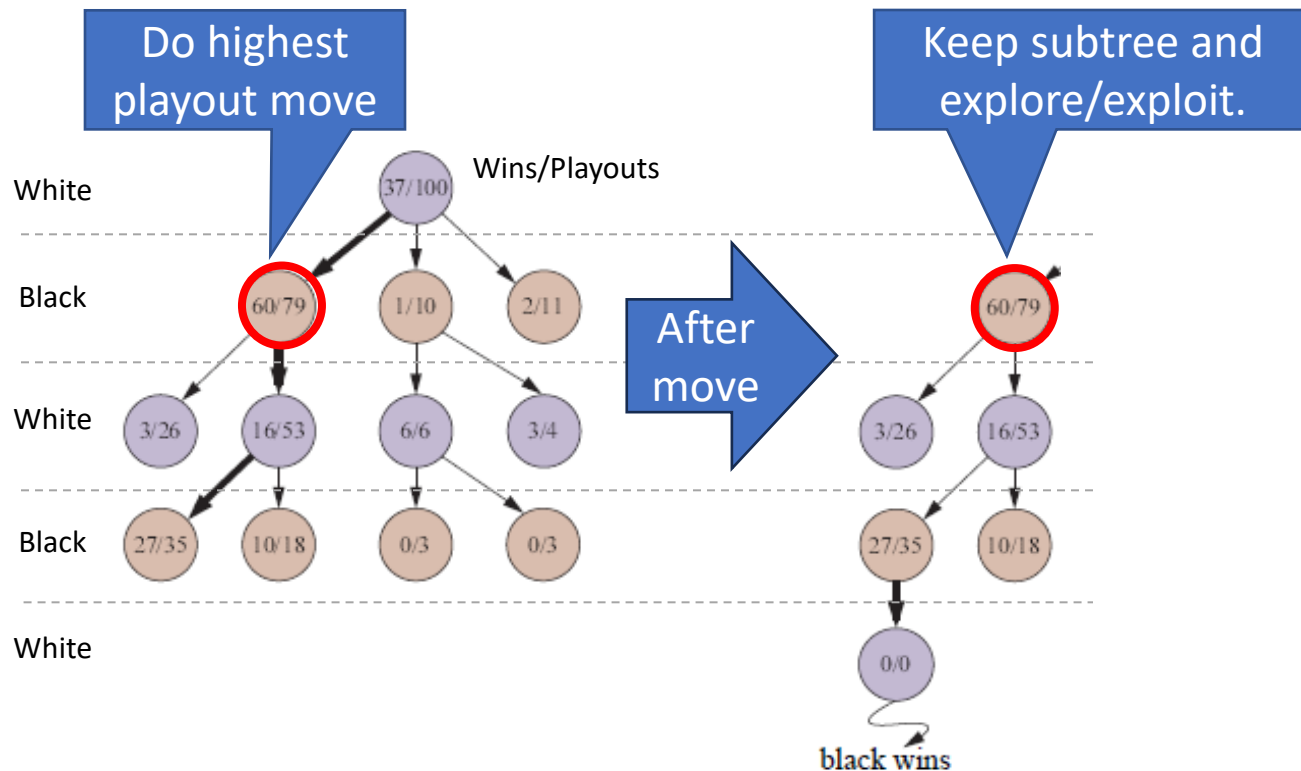 Do highest
playout move
Keep subtree and
explore/exploit.
Wins/Playouts
White
37/100
Black
60/79
1/10
2/11
After
move
60/79
White
3/26
16/53
6/6
3/4
3/26
16/53
Black
27/35
10/18
0/3
0/3
27/35
10/18
White
0/0
black wins